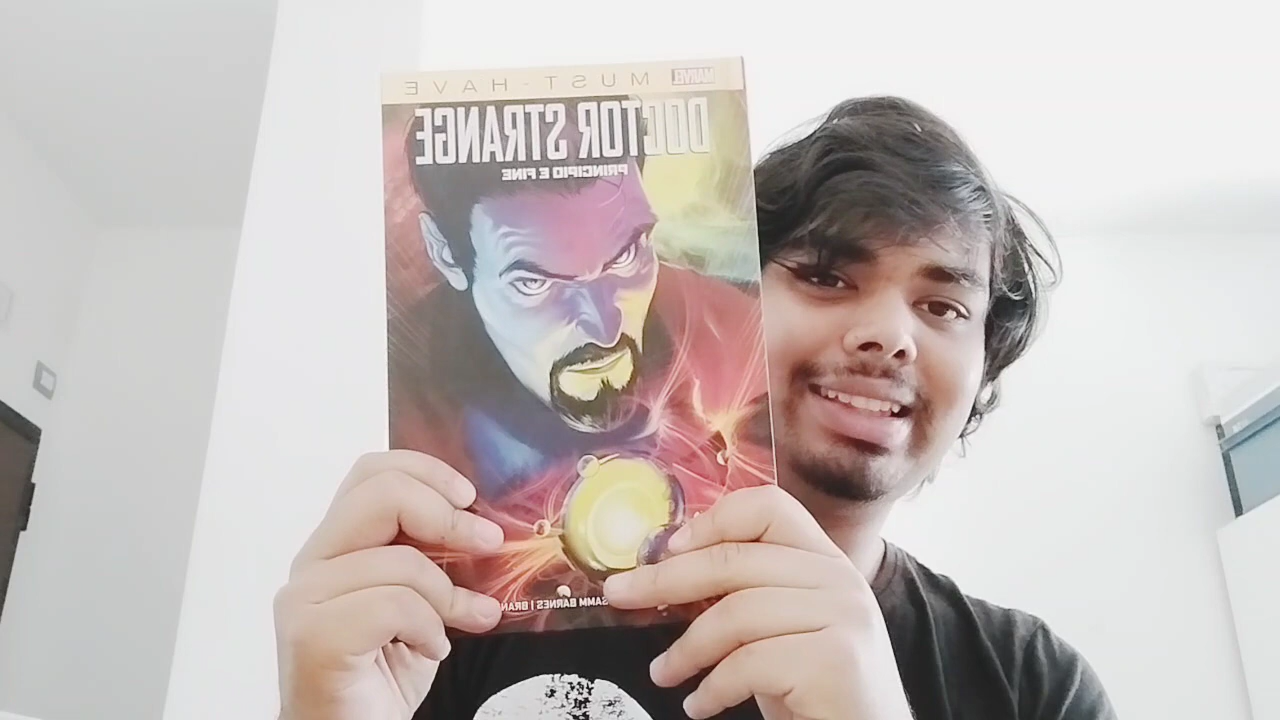 MARVEL MUST-HAVE
DOCTOR STRANGE
PRINCIPIO E FINE
SAMM BARNES |